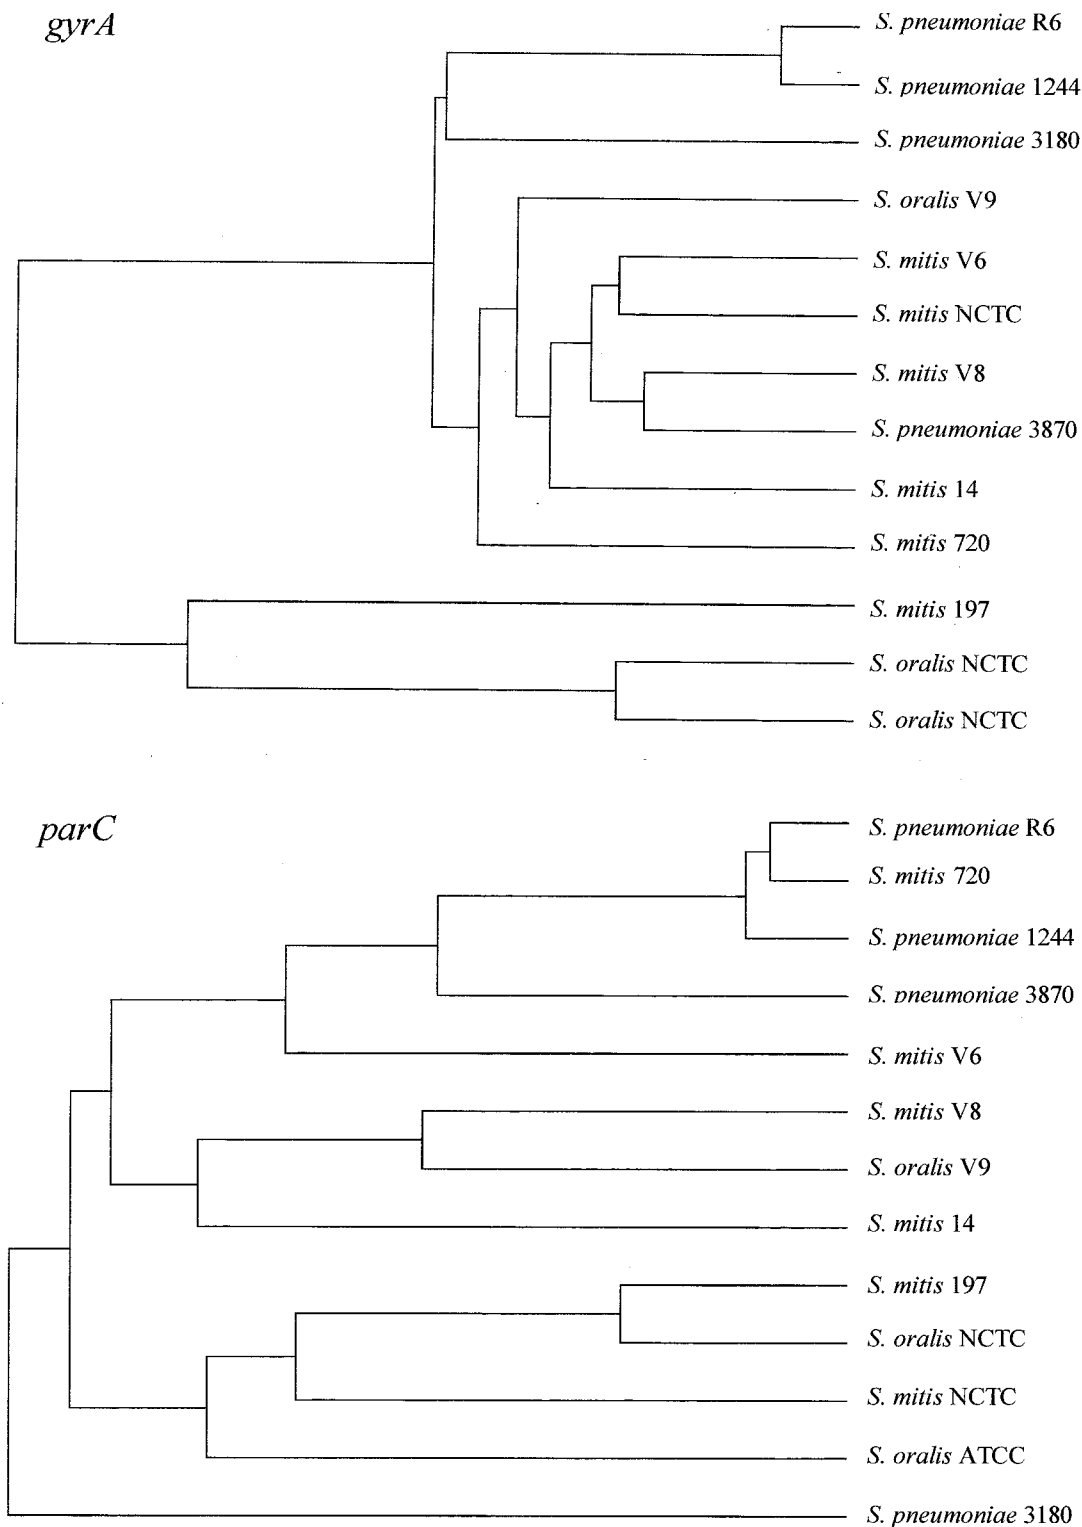 gyrA
S. pneumoniae R6
S. pneumoniae 1244
S. pneumoniae 3180
S. oralis V9
S. mitis V6
S. mitis NCTC
S. mitis V8
S. pneumoniae 3870
S. mitis 14
S. mitis 720
S. mitis 197
S. oralis NCTC
S. oralis NCTC
parC
S. pneumoniae R6
S. mitis 720
S. pneumoniae 1244
S. pneumoniae 3870
S. mitis V6
S. mitis V8
S. oralis V9
S. mitis 14
S. mitis 197
S. oralis NCTC
S. mitis NCTC
S. oralis ATCC
S. pneumoniae 3180